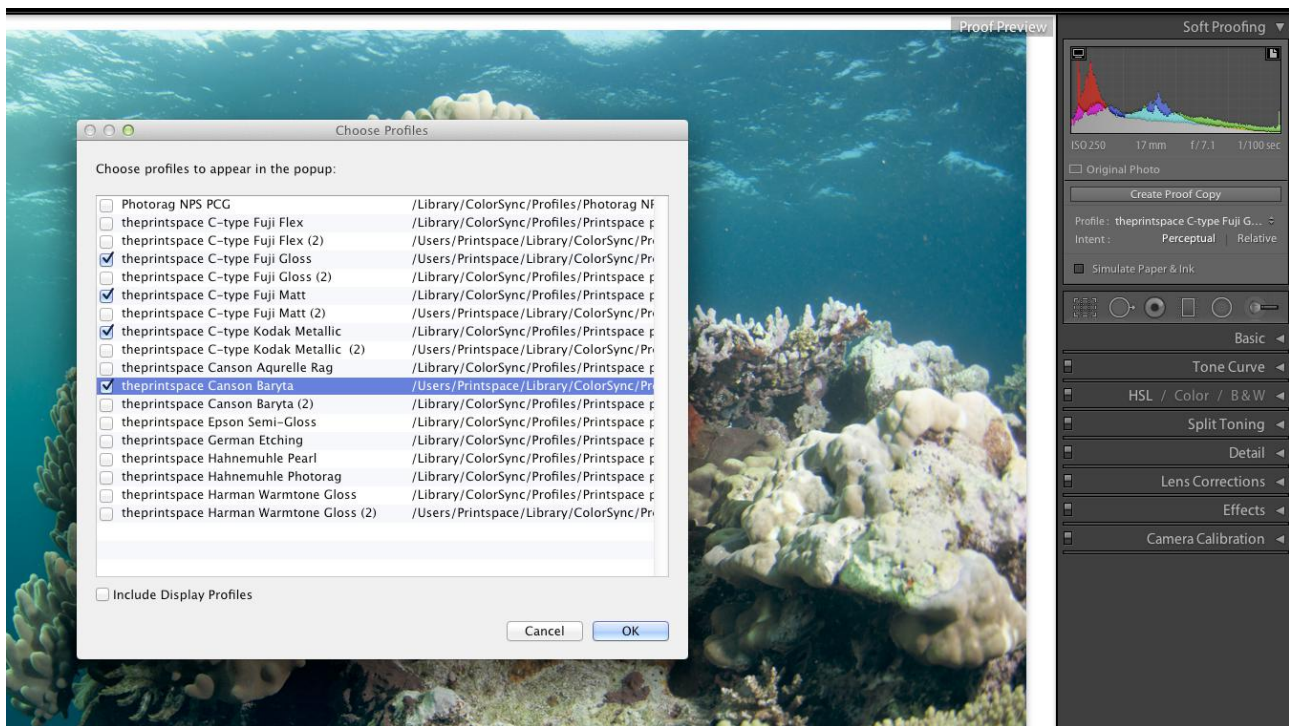 Proof Preview
Soft Proofing
ISO 250 17 mm f / 7.1 1/100 sec
Original Photo
Create Proof Copy
Profile : theprintspace C-type Fuji G...
Intent : Perceptual Relative
Simulate Paper & Ink
Basic
Tone Curve
HSL / Color / B & W
Split Toning
Detail
Lens Corrections
Effects
Camera Calibration
Choose Profiles
Choose profiles to appear in the popup:
Photorag NPS PCG /Library/ColorSync/Profiles/Photorag
theprintspace C-type Fuji Flex /Library/ColorSync/Profiles/Printspace
theprintspace C-type Fuji Flex (2) /Users/Printspace/Library/ColorSync/
theprintspace C-type Fuji Gloss /Users/Printspace/Library/ColorSync/
theprintspace C-type Fuji Gloss (2) /Library/ColorSync/Profiles/Printspace
theprintspace C-type Fuji Matt /Library/ColorSync/Profiles/Printspace
theprintspace C-type Fuji Matt (2) /Users/Printspace/Library/ColorSync/
theprintspace C-type Kodak Metallic /Library/ColorSync/Profiles/Printspace
theprintspace C-type Kodak Metallic (2) /Users/Printspace/Library/ColorSync/
theprintspace Canson Aqurelle Rag /Library/ColorSync/Profiles/Printspace
theprintspace Canson Baryta /Users/Printspace/Library/ColorSync/
theprintspace Canson Baryta (2) /Library/ColorSync/Profiles/Printspace
theprintspace Epson Semi-Gloss /Library/ColorSync/Profiles/Printspace
theprintspace German Etching /Library/ColorSync/Profiles/Printspace
theprintspace Hahnemuhle Pearl /Library/ColorSync/Profiles/Printspace
theprintspace Hahnemuhle Photorag /Library/ColorSync/Profiles/Printspace
theprintspace Harman Warmtone Gloss /Library/ColorSync/Profiles/Printspace
theprintspace Harman Warmtone Gloss (2) /Users/Printspace/Library/ColorSync/
Include Display Profiles
Cancel OK